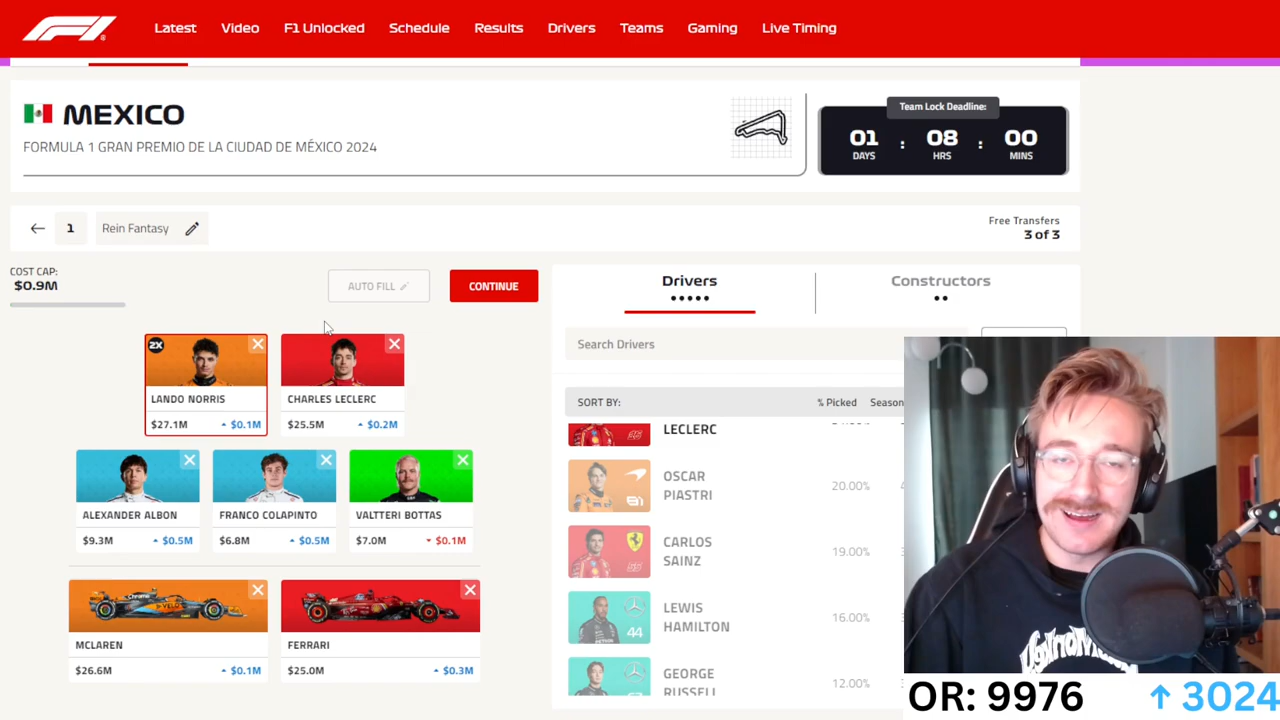 F1
Latest
Video
F1 Unlocked
Schedule
Results
Drivers
Teams
Gaming
Live Timing
MEXICO
FORMULA 1 GRAN PREMIO DE LA CIUDAD DE MÉXICO 2024
Team Lock Deadline:
01 : 08 : 00
DAYS HRS MINS
1
Rein Fantasy
Free Transfers
3 of 3
COST CAP:
$0.9M
AUTO FILL
CONTINUE
Drivers
Constructors
Search Drivers
SORT BY:
% Picked
Season
2X
LANDO NORRIS
$27.1M
$0.1M
CHARLES LECLERC
$25.5M
$0.2M
ALEXANDER ALBON
$9.3M
$0.5M
FRANCO COLAPINTO
$6.8M
$0.5M
VALTTERI BOTTAS
$7.0M
$0.1M
MCLAREN
$26.6M
$0.1M
FERRARI
$25.0M
$0.3M
LECLERC
OSCAR
PIASTRI
20.00%
81
CARLOS
SAINZ
19.00%
55
LEWIS
HAMILTON
16.00%
44
GEORGE
RUSSELL
12.00%
OR: 9976
↑ 3024